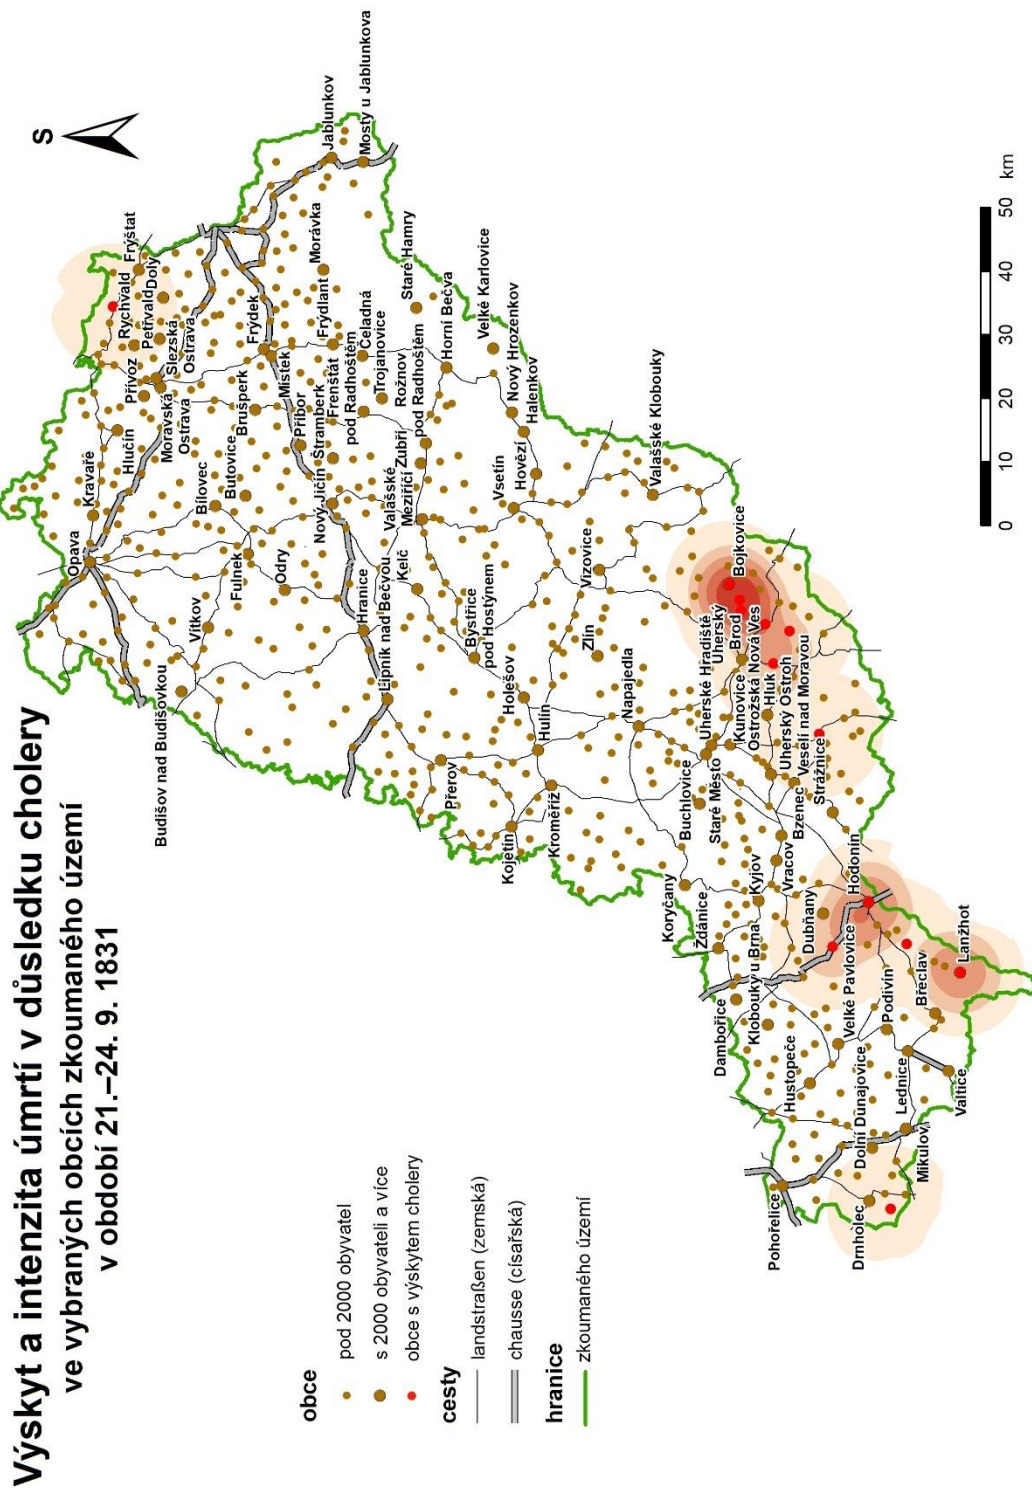 Výskyt a intenzita úmrtí v důsledku cholery
ve vybraných obcích zkoumaného území
v období 21.–24. 9. 1831
S
obce
pod 2000 obyvatel
s 2000 obyvateli a více
obce s výskytem cholery
cesty
landstraßen (zemská)
chausse (císařská)
hranice
zkoumaného území
0 10 20 30 40 50 km
Opava
Kravaře
Hlučín
Přívoz
Rychvald
Petřvald
Doly
Fryštat
Slezská
Ostrava
Moravská
Ostrava
Budišov nad Budišovkou
Vítkov
Bílovec
Butovice
Fulnek
Odry
Brušperk
Frýdek
Místek
Příbor
Štramberk
Frenštát
pod Radhoštěm
Frýdlant
Morávka
Jablunkov
Mosty u Jablunkova
Čeladná
Trojanovice
Staré Hamry
Nový Jičín
Hranice
Lipník nad Bečvou
Kelč
Valašské
Meziříčí
Zubří
Rožnov
pod Radhoštěm
Horní Bečva
Velké Karlovice
Nový Hrozenkov
Halenkov
Hovězí
Vsetín
Bystřice
pod Hostýnem
Holešov
Hulín
Přerov
Kojetín
Kroměříž
Zlín
Vizovice
Valašské Klobouky
Napajedla
Buchlovice
Staré Město
Uherské Hradiště
Kunovice
Uherský
Brod
Bojkovice
Ostrožská Nová Ves
Hluk
Uherský Ostroh
Veselí nad Moravou
Strážnice
Bzenec
Vracov
Kyjov
Koryčany
Ždánice
Dubňany
Hodonín
Dambořice
Klobouky u Brna
Hustopeče
Velké Pavlovice
Podivín
Břeclav
Lanžhot
Lednice
Valtice
Dolní Dunajovice
Mikulov
Drnholec
Pohořelice